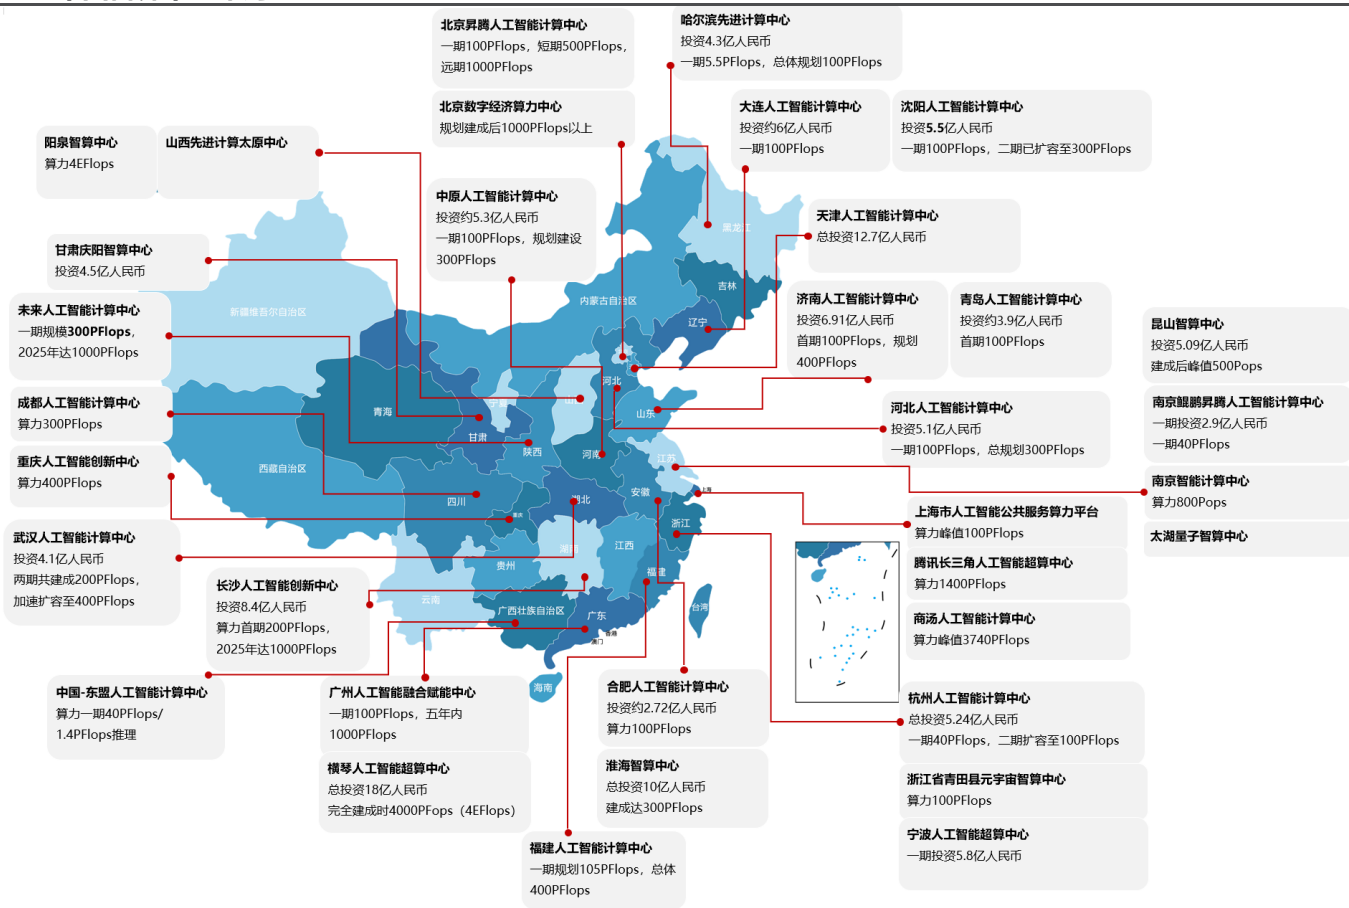 北京昇腾人工智能计算中心
一期100PFlops，短期500PFlops，
远期1000PFlops
哈尔滨先进计算中心
投资4.3亿人民币
一期5.5PFlops，总体规划100PFlops
北京数字经济算力中心
规划建成后1000PFlops以上
大连人工智能计算中心
投资约6亿人民币
一期100PFlops
沈阳人工智能计算中心
投资5.5亿人民币
一期100PFlops，二期已扩容至300PFlops
阳泉智算中心
算力4EFlops
山西先进计算太原中心
中原人工智能计算中心
投资约5.3亿人民币
一期100PFlops，规划建设
300PFlops
天津人工智能计算中心
总投资12.7亿人民币
甘肃庆阳智算中心
投资4.5亿人民币
未来人工智能计算中心
一期规模300PFlops，
2025年达1000PFlops
济南人工智能计算中心
投资6.91亿人民币
首期100PFlops，规划
400PFlops
青岛人工智能计算中心
投资约3.9亿人民币
首期100PFlops
昆山智算中心
投资5.09亿人民币
建成后峰值500Pops
成都人工智能计算中心
算力300PFlops
河北人工智能计算中心
投资5.1亿人民币
一期100PFlops，总规划300PFlops
南京鲲鹏昇腾人工智能计算中心
一期投资2.9亿人民币
一期40PFlops
重庆人工智能创新中心
算力400PFlops
南京智能计算中心
算力800Pops
太湖量子智算中心
武汉人工智能计算中心
投资4.1亿人民币
两期共建成200PFlops，
加速扩容至400PFlops
上海市人工智能公共服务算力平台
算力峰值100PFlops
腾讯长三角人工智能超算中心
算力1400PFlops
商汤人工智能计算中心
算力峰值3740PFlops
长沙人工智能创新中心
投资8.4亿人民币
算力首期200PFlops，
2025年达1000PFlops
中国-东盟人工智能计算中心
算力一期40PFlops/
1.4PFlops推理
广州人工智能融合赋能中心
一期100PFlops，五年内
1000PFlops
横琴人工智能超算中心
总投资18亿人民币
完全建成时4000PFops（4EFlops）
合肥人工智能计算中心
投资约2.72亿人民币
算力100PFlops
淮海智算中心
总投资10亿人民币
建成达300PFlops
杭州人工智能计算中心
总投资5.24亿人民币
一期40PFlops，二期扩容至100PFlops
浙江省青田县元宇宙智算中心
算力100PFlops
宁波人工智能超算中心
一期投资5.8亿人民币
福建人工智能计算中心
一期规划105PFlops，总体
400PFlops
黑龙江
吉林
内蒙古自治区
辽宁
新疆维吾尔自治区
河北
青海
山东
甘肃
陕西
河南
江苏
西藏自治区
四川
湖北
安徽
上海
重庆
浙江
湖南
江西
贵州
福建
云南
广西壮族自治区
广东
台湾
香港
澳门
海南